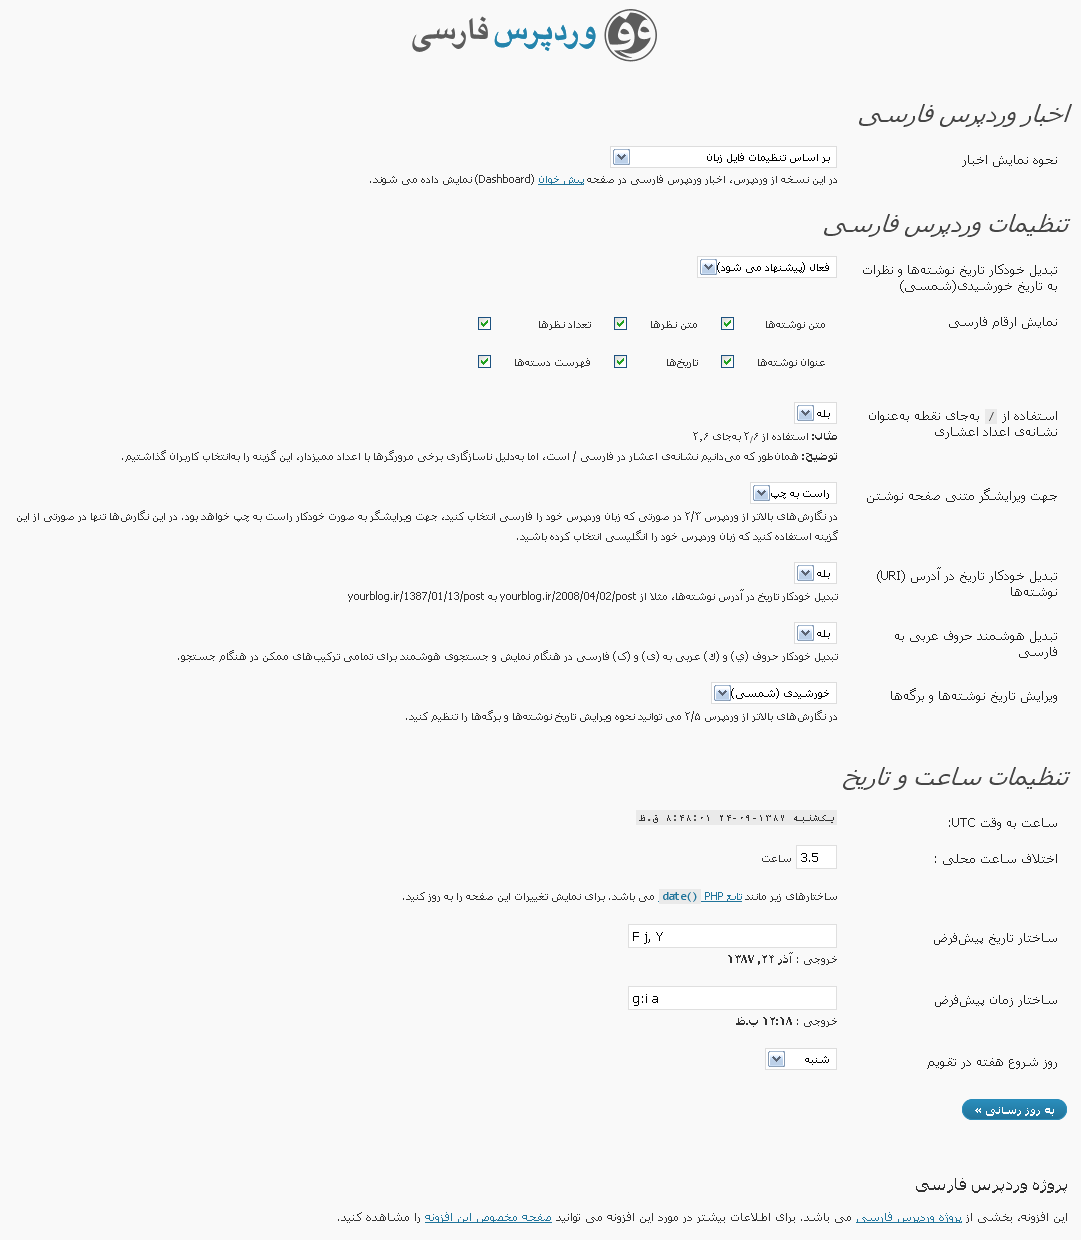 وردپرس فارسی
اخبار وردپرس فارسی
نحوه نمایش اخبار
بر اساس تنظیمات فایل زبان
در این نسخه از وردپرس، اخبار وردپرس فارسی در صفحه پیش خوان (Dashboard) نمایش داده می شوند.
تنظیمات وردپرس فارسی
تبدیل خودکار تاریخ نوشته‌ها و نظرات
به تاریخ خورشیدی(شمسی)
فعال (پیشنهاد می شود)
نمایش ارقام فارسی
متن نوشته‌ها متن نظرها تعداد نظرها
عنوان نوشته‌ها تاریخ‌ها فهرست دسته‌ها
استفاده از / به‌جای نقطه به‌عنوان
نشانه‌ی اعداد اعشاری
بله
مثال: استفاده از ۲٫۶ به‌جای ۲,۶
توضیح: همان‌طور که می‌دانیم نشانه‌ی اعشار در فارسی / است، اما به‌دلیل ناسازگاری برخی مرورگرها با اعداد ممیزدار، این گزینه را به‌انتخاب کاربران گذاشتیم.
جهت ویرایشگر متنی صفحه نوشتن
راست به چپ
در نگارش‌های بالاتر از وردپرس ۲/۳ در صورتی که زبان وردپرس خود را فارسی انتخاب کنید، جهت ویرایشگر به صورت خودکار راست به چپ خواهد بود. در این نگارش‌ها تنها در صورتی از این
گزینه استفاده کنید که زبان وردپرس خود را انگلیسی انتخاب کرده باشید.
تبدیل خودکار تاریخ در آدرس (URI)
نوشته‌ها
بله
تبدیل خودکار تاریخ در آدرس نوشته‌ها، مثلا از yourblog.ir/2008/04/02/post به yourblog.ir/1387/01/13/post
تبدیل هوشمند حروف عربی به
فارسی
بله
تبدیل خودکار حروف (ي) و (ك) عربی به (ی) و (ک) فارسی در هنگام نمایش و جستجوی هوشمند برای تمامی ترکیب‌های ممکن در هنگام جستجو.
ویرایش تاریخ نوشته‌ها و برگه‌ها
خورشیدی (شمسی)
در نگارش‌های بالاتر از وردپرس ۲/۵ می توانید نحوه ویرایش تاریخ نوشته‌ها و برگه‌ها را تنظیم کنید.
تنظیمات ساعت و تاریخ
ساعت به وقت UTC:
یکشنبه ۱۳۸۷-۰۹-۲۴ ۸:۴۸:۰۱ ق.ظ
اختلاف ساعت محلی :
3.5 ساعت
ساختارهای زیر مانند تابع PHP date() می باشد. برای نمایش تغییرات این صفحه را به روز کنید.
ساختار تاریخ پیش‌فرض
F j, Y
خروجی : آذر ۲۴, ۱۳۸۷
ساختار زمان پیش‌فرض
g:i a
خروجی : ۱۲:۱۸ ب.ظ
روز شروع هفته در تقویم
شنبه
به روز رسانی »
پروژه وردپرس فارسی
این افزونه، بخشی از پروژه وردپرس فارسی می باشد. برای اطلاعات بیشتر در مورد این افزونه می توانید صفحه مخصوص این افزونه را مشاهده کنید.